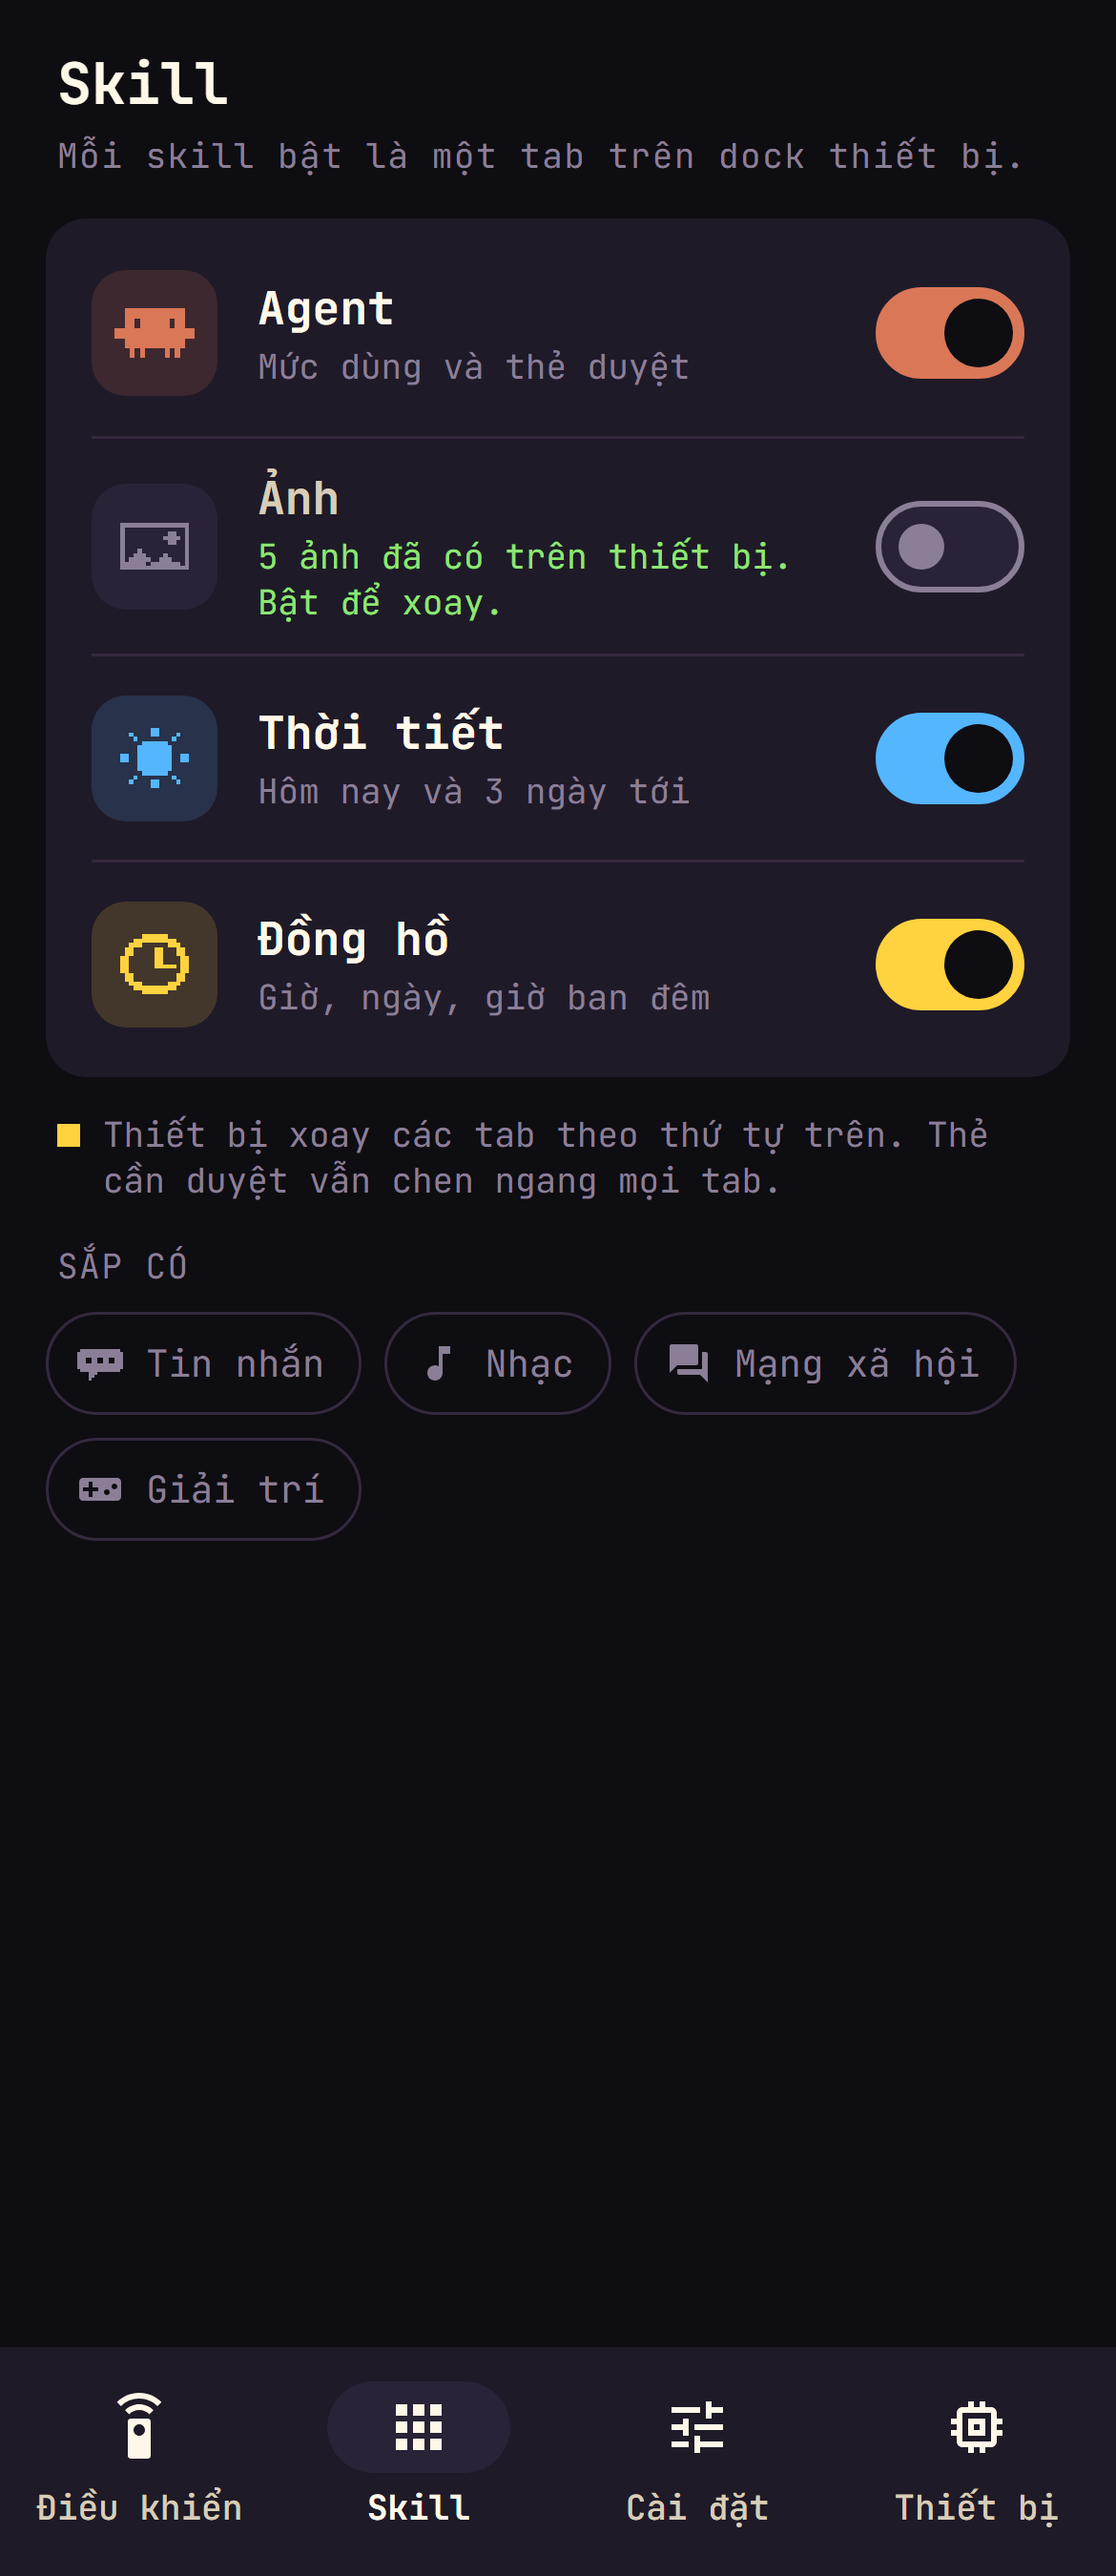 Skill
Mỗi skill bật là một tab trên dock thiết bị.
Agent
Mức dùng và thẻ duyệt
Ảnh
5 ảnh đã có trên thiết bị.
Bật để xoay.
Thời tiết
Hôm nay và 3 ngày tới
Đồng hồ
Giờ, ngày, giờ ban đêm
Thiết bị xoay các tab theo thứ tự trên. Thẻ
cần duyệt vẫn chen ngang mọi tab.
SẮP CÓ
Tin nhắn
Nhạc
Mạng xã hội
Giải trí
Điều khiển
Skill
Cài đặt
Thiết bị